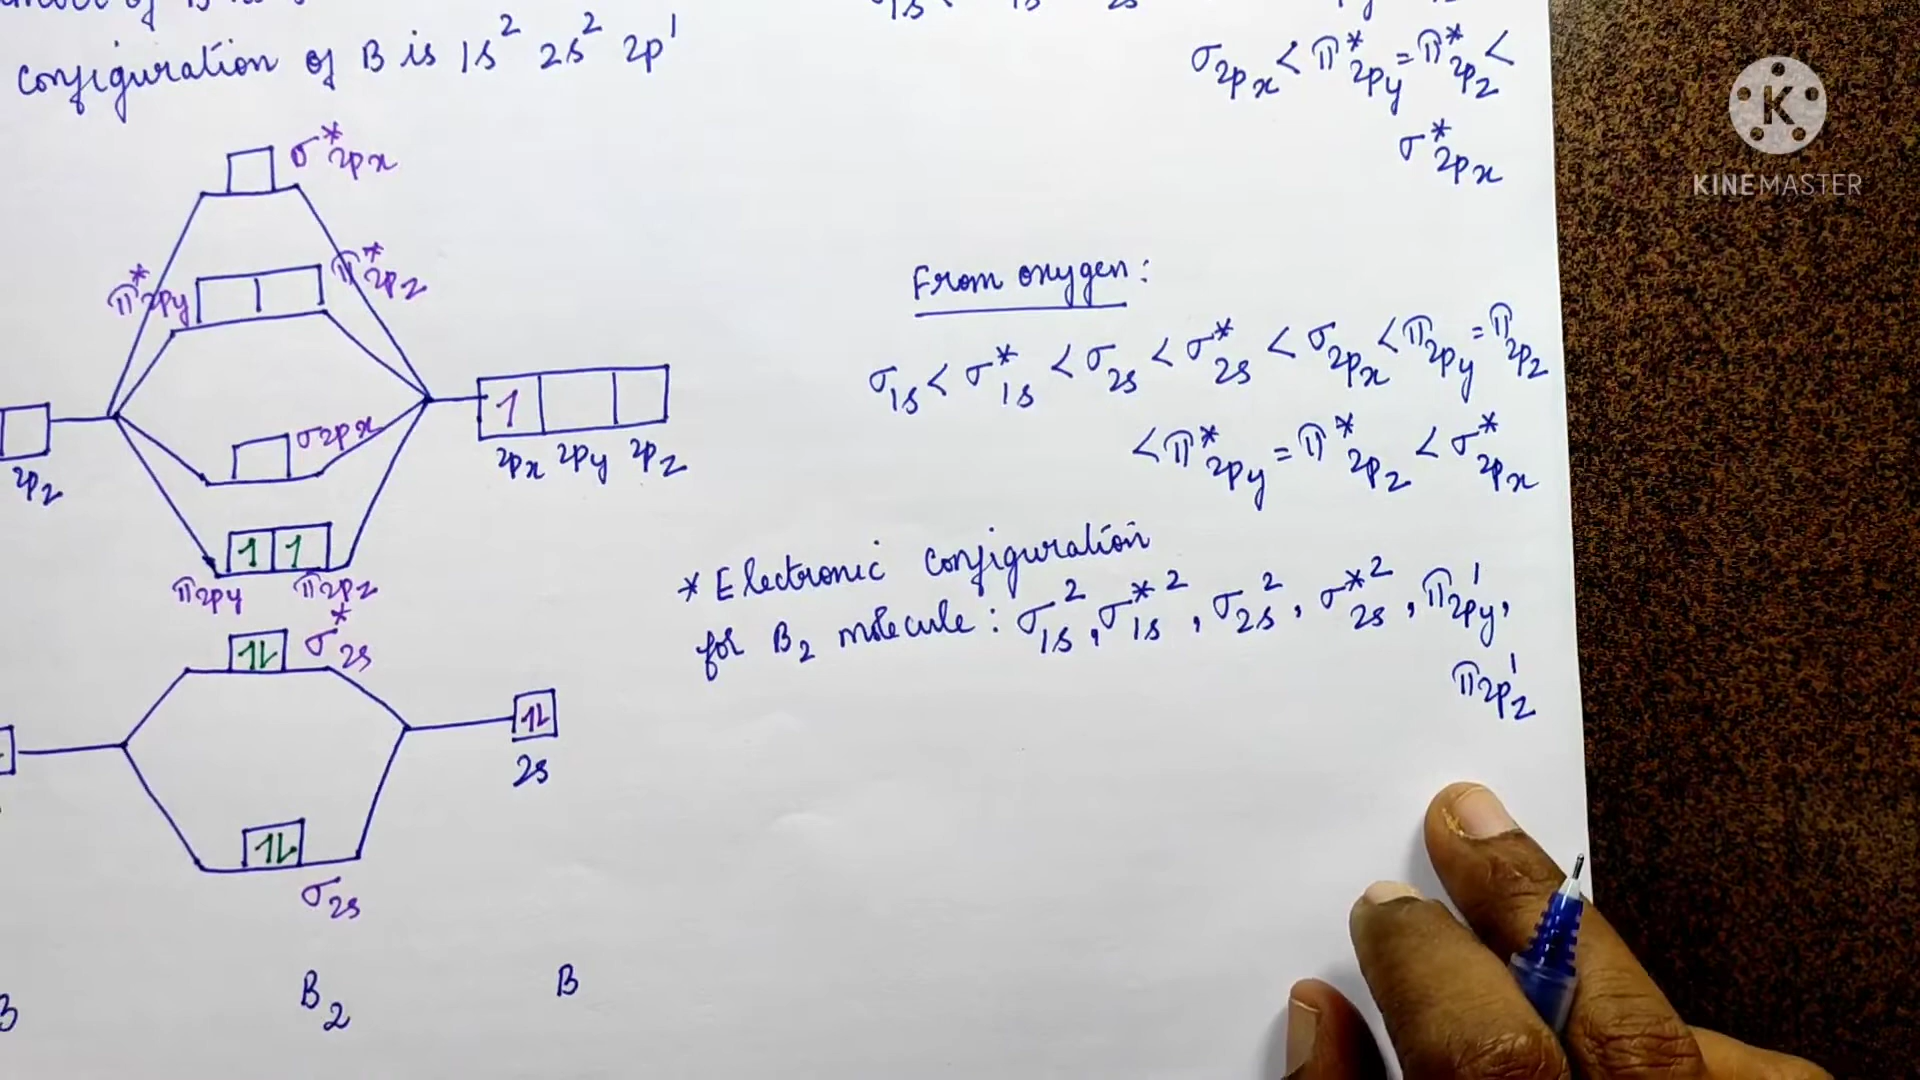 configuration of B is 1s² 2s² 2p¹
σ2px < π*2py = π*2pz <
σ*2px
KINEMASTER
σ*2px
π*2py π*2pz
σ2px
2pz
1
2px 2py 2pz
1 1
π2py π2pz
σ*2s
1L
1L
2s
1L
σ2s
B₂ B
From oxygen:
σ1s < σ*1s < σ2s < σ*2s < σ2px < π2py = π2pz
< π*2py = π*2pz < σ*2px
* Electronic configuration
for B₂ molecule: σ1s², σ*1s², σ2s², σ*2s², π2py¹,
π2pz¹